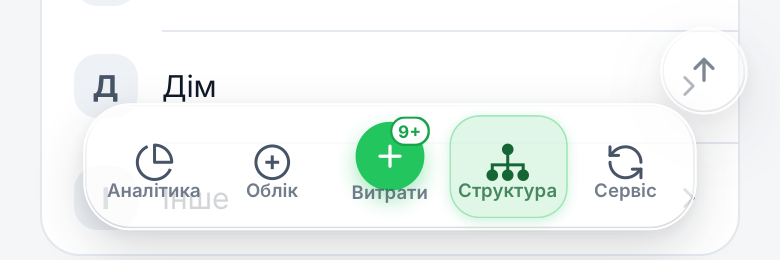 Д
Дім
І
Інше
9+
Аналітика
Облік
Витрати
Структура
Сервіс